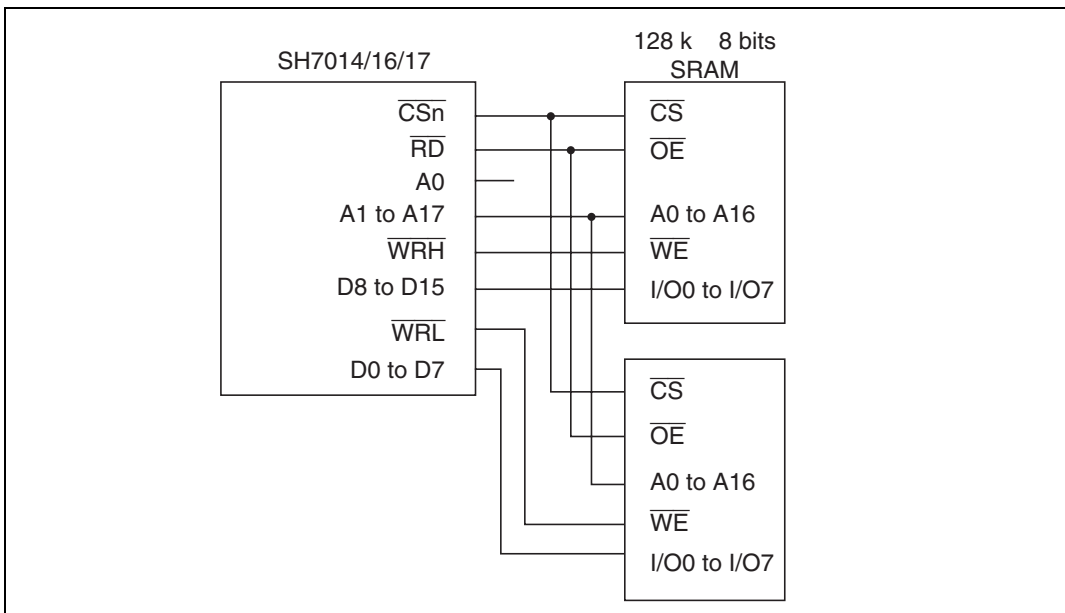 SH7014/16/17
CSn
RD
A0
A1 to A17
WRH
D8 to D15
WRL
D0 to D7
128 k 8 bits
SRAM
CS
OE
A0 to A16
WE
I/O0 to I/O7
CS
OE
A0 to A16
WE
I/O0 to I/O7